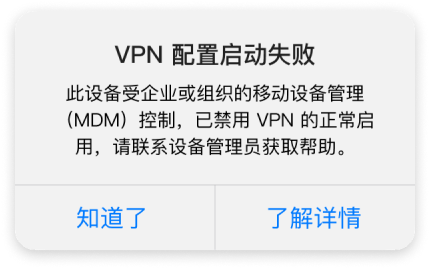 VPN 配置启动失败
此设备受企业或组织的移动设备管理
（MDM）控制，已禁用 VPN 的正常启
用，请联系设备管理员获取帮助。
知道了
了解详情